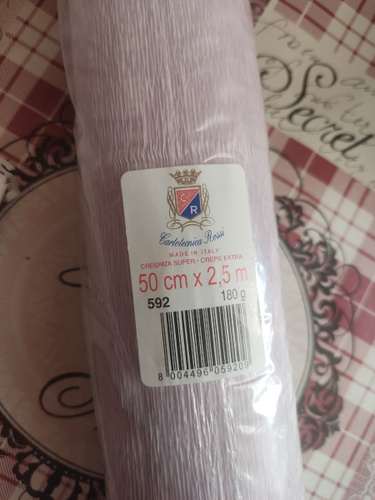 from
Secret
C R
Cartotecnica Rossi
MADE IN ITALY
CRESPATA SUPER - CREPE EXTRA
50 cm x 2,5 m
592 180 g
8 004496 059209